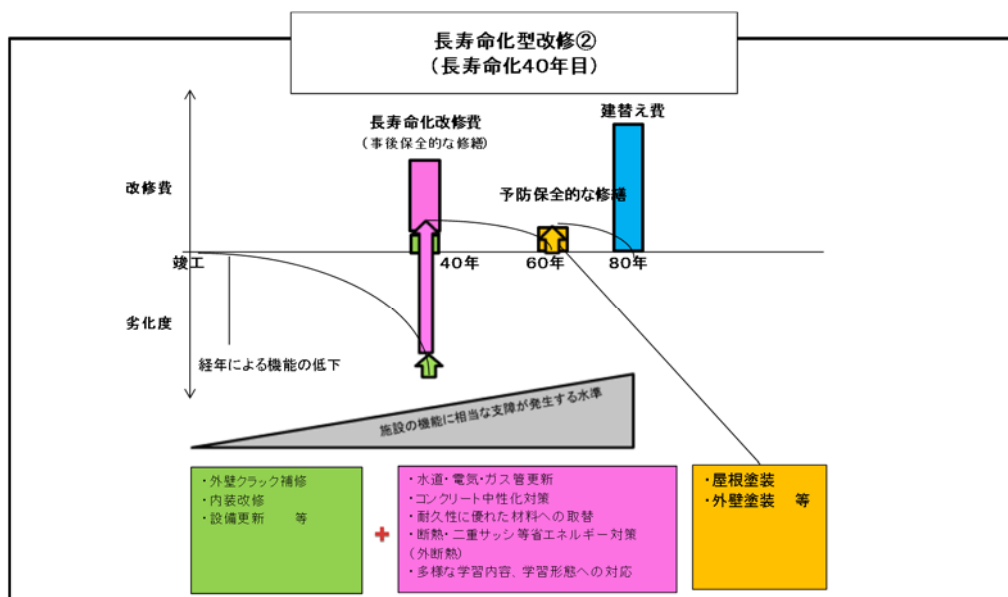 長寿命化型改修②
（長寿命化40年目）
長寿命化改修費
（事後保全的な修繕）
建替え費
改修費
予防保全的な修繕
竣工
40年
60年
80年
劣化度
経年による機能の低下
施設の機能に相当な支障が発生する水準
・外壁クラック補修
・内装改修
・設備更新　等
+
・水道・電気・ガス管更新
・コンクリート中性化対策
・耐久性に優れた材料への取替
・断熱・二重サッシ等省エネルギー対策
（外断熱）
・多様な学習内容、学習形態への対応
・屋根塗装
・外壁塗装　等